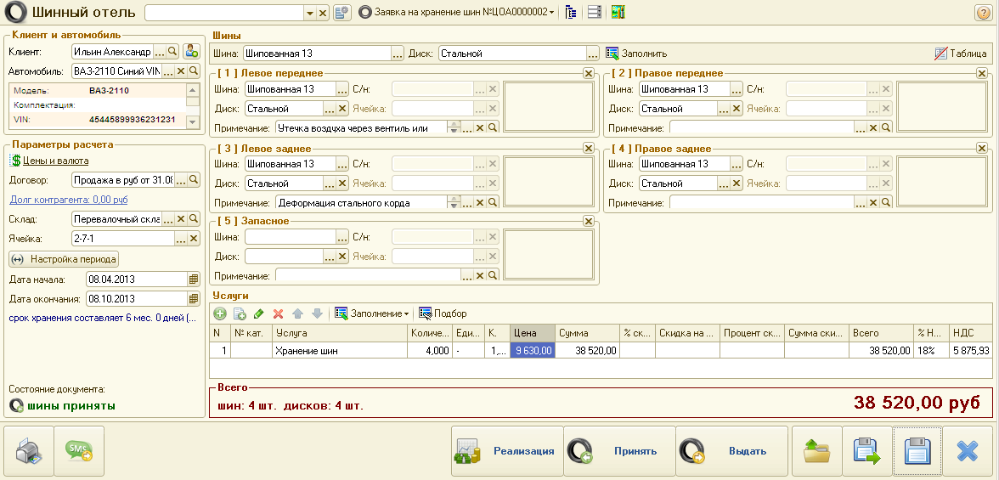 Шинный отель
Заявка на хранение шин №ЦОА0000002
Клиент и автомобиль
Клиент: Ильин Александр ...
Автомобиль: ВАЗ-2110 Синий VIN ...
Модель: ВАЗ-2110
Комплектация:
VIN: 45445899936231231
Параметры расчета
Цены и валюта
Договор: Продажа в руб от 31.08 ...
Долг контрагента: 0,00 руб
Склад: Перевалочный скла ...
Ячейка: 2-7-1 ...
Настройка периода
Дата начала: 08.04.2013
Дата окончания: 08.10.2013
срок хранения составляет 6 мес. 0 дней (...
Состояние документа:
шины приняты
Шины
Шина: Шипованная 13 ... Диск: Стальной ... Заполнить Таблица
[ 1 ] Левое переднее
Шина: Шипованная 13 ... С/н: ...
Диск: Стальной ... Ячейка: ...
Примечание: Утечка воздуха через вентиль или ...
[ 2 ] Правое переднее
Шина: Шипованная 13 ... С/н: ...
Диск: Стальной ... Ячейка: ...
Примечание: ...
[ 3 ] Левое заднее
Шина: Шипованная 13 ... С/н: ...
Диск: Стальной ... Ячейка: ...
Примечание: Деформация стального корда ...
[ 4 ] Правое заднее
Шина: Шипованная 13 ... С/н: ...
Диск: Стальной ... Ячейка: ...
Примечание: ...
[ 5 ] Запасное
Шина: ... С/н: ...
Диск: ... Ячейка: ...
Примечание: ...
Услуги
Заполнение Подбор
N № кат. Услуга Количе... Еди... К. Цена Сумма % ск... Скидка на ... Процент ск... Сумма ски... Всего % Н... НДС
1 Хранение шин 4,000 - 1,... 9 630,00 38 520,00 38 520,00 18% 5 875,93
Всего
шин: 4 шт. дисков: 4 шт. 38 520,00 руб
SMS Реализация Принять Выдать